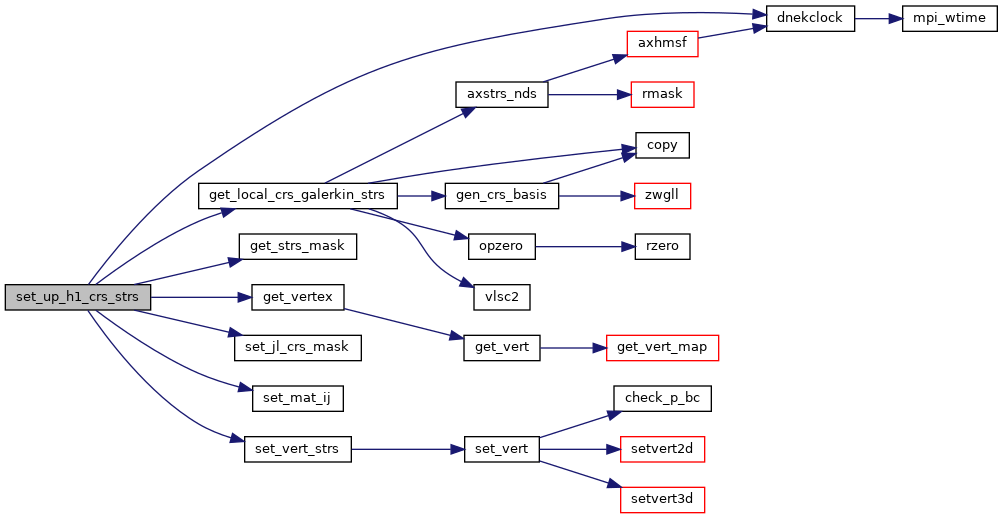 dnekclock
mpi_wtime
axhmsf
axstrs_nds
rmask
copy
get_local_crs_galerkin_strs
gen_crs_basis
zwgll
get_strs_mask
opzero
rzero
set_up_h1_crs_strs
get_vertex
vlsc2
set_jl_crs_mask
get_vert
get_vert_map
set_mat_ij
check_p_bc
set_vert_strs
set_vert
setvert2d
setvert3d